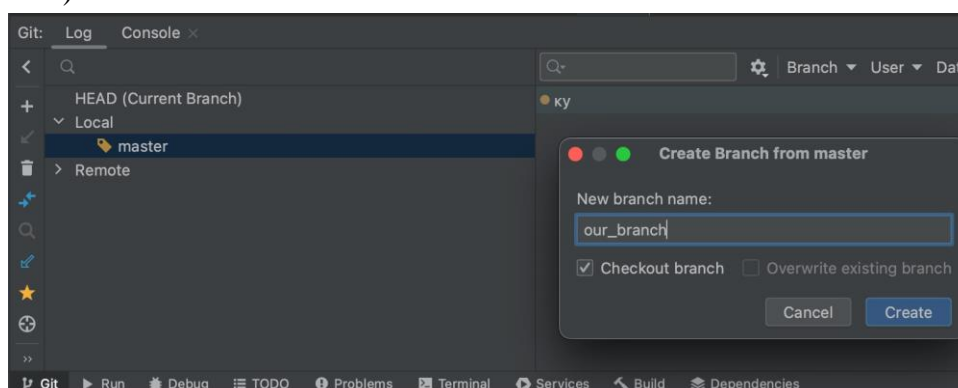 Git: Log Console
HEAD (Current Branch)
Local
master
Remote
Branch User
ку
Create Branch from master
New branch name:
our_branch
Checkout branch Overwrite existing branch
Cancel Create
Git Run Debug TODO Problems Terminal Services Build Dependencies